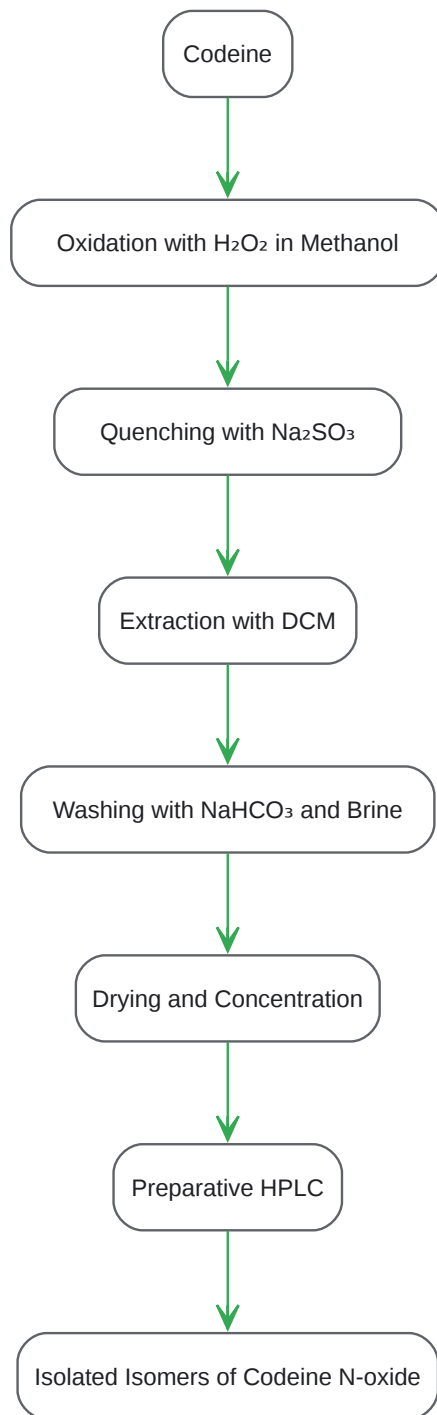 Codeine
Oxidation with H₂O₂ in Methanol
Quenching with Na₂SO₃
Extraction with DCM
Washing with NaHCO₃ and Brine
Drying and Concentration
Preparative HPLC
Isolated Isomers of Codeine N-oxide